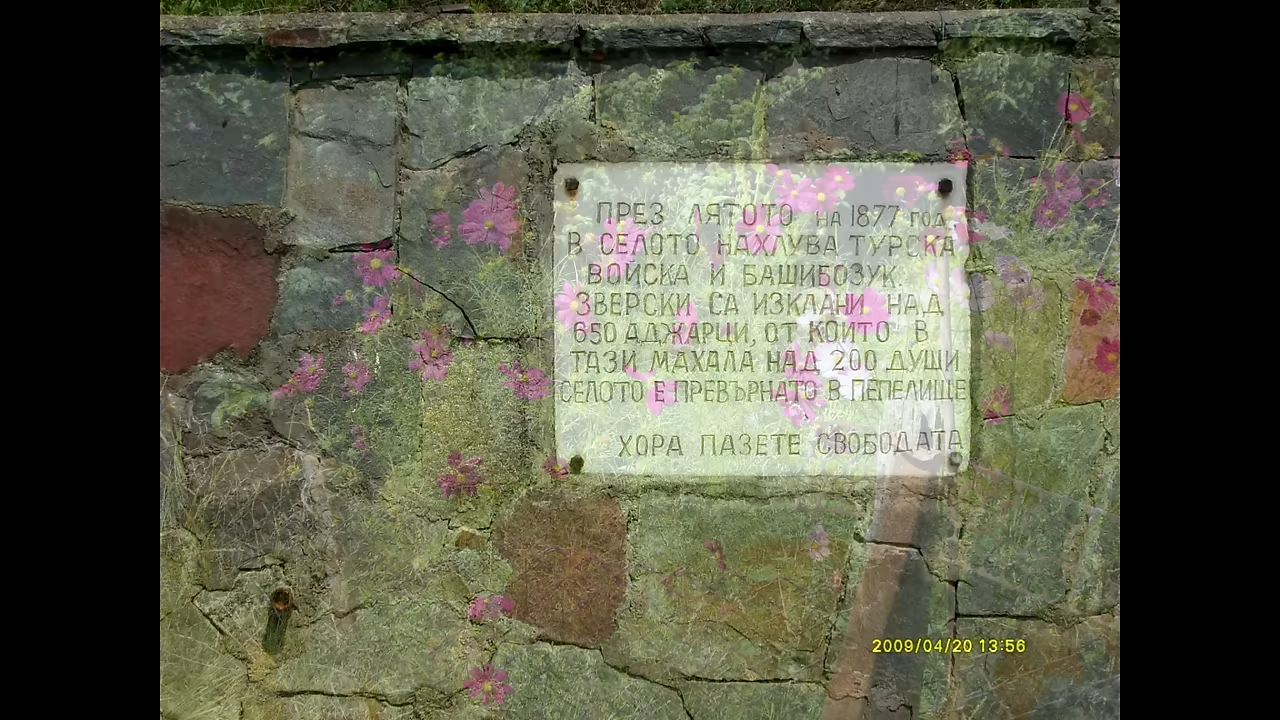 ПРЕЗ ЛЯТОТО НА 1877 ГОД.
В СЕЛОТО НАХЛУВА ТУРСКА
ВОЙСКА И БАШИБОЗУК.
ЗВЕРСКИ СА ИЗКЛАНИ НАД
650 АДЖАРЦИ, ОТ КОИТО В
ТАЗИ МАХАЛА НАД 200 ДУШИ
СЕЛОТО Е ПРЕВЪРНАТО В ПЕПЕЛИЩЕ
ХОРА ПАЗЕТЕ СВОБОДАТА
2009/04/20 13:56